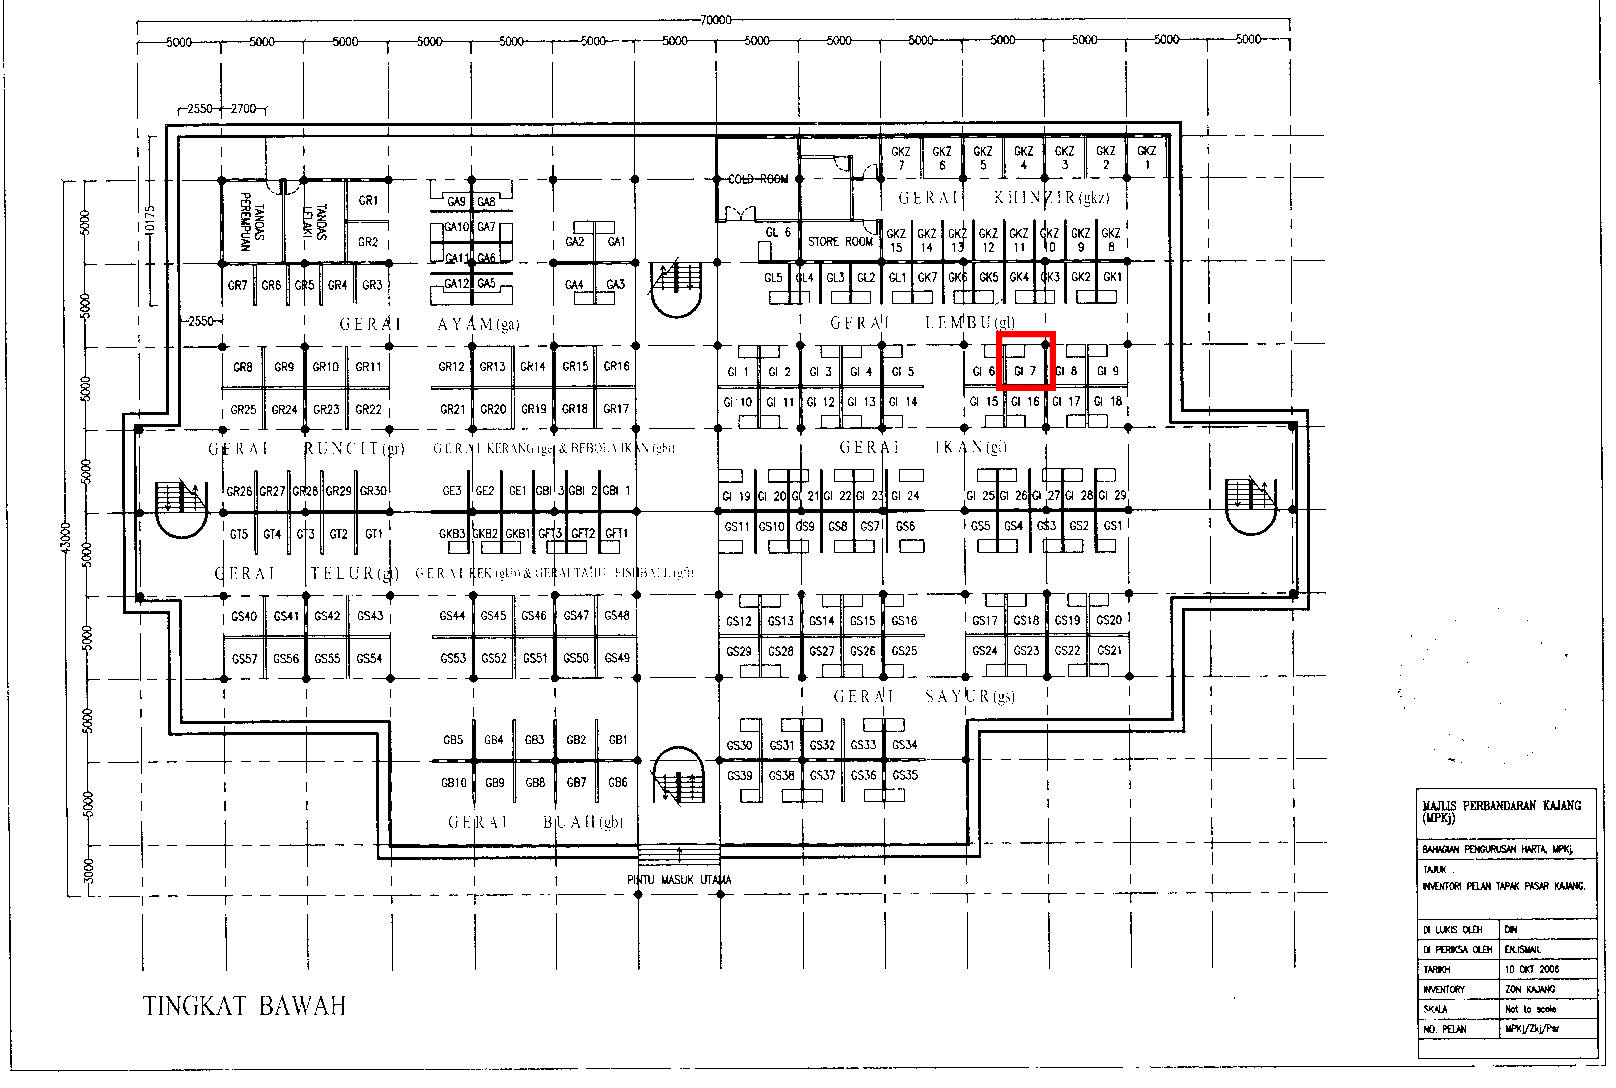 70000
5000 5000 5000 5000 5000 5000 5000 5000 5000 5000 5000 5000 5000 5000
2550 2700
10175
43000
5000
5000
5000
5000
5000
5000
5000
5000
3000
2550
TANDAS PEREMPUAN
TANDAS LELAKI
GR1
GR2
GR7 GR6 GR5 GR4 GR3
GA9 GA8
GA10 GA7
GA11 GA6
GA12 GA5
GA2 GA1
GA4 GA3
COLD ROOM
STORE ROOM
GL 6
GKZ 7 GKZ 6 GKZ 5 GKZ 4 GKZ 3 GKZ 2 GKZ 1
GERAI KHINZIR(gkz)
GKZ 15 GKZ 14 GKZ 13 GKZ 12 GKZ 11 GKZ 10 GKZ 9 GKZ 8
GL5 GL4 GL3 GL2 GL1 GK7 GK6 GK5 GK4 GK3 GK2 GK1
GERAI AYAM(ga)
GERAI LEMBU(gl)
GR8 GR9 GR10 GR11 GR12 GR13 GR14 GR15 GR16
GI 1 GI 2 GI 3 GI 4 GI 5 GI 6 GI 7 GI 8 GI 9
GR25 GR24 GR23 GR22 GR21 GR20 GR19 GR18 GR17
GI 10 GI 11 GI 12 GI 13 GI 14 GI 15 GI 16 GI 17 GI 18
GERAI RUNCIT(gr)
GERAI KERANG(ge) & BEBOLA IKAN(gbi)
GERAI IKAN(gi)
GR26 GR27 GR28 GR29 GR30 GE3 GE2 GE1 GBI 3 GBI 2 GBI 1
GI 19 GI 20 GI 21 GI 22 GI 23 GI 24 GI 25 GI 26 GI 27 GI 28 GI 29
GT5 GT4 GT3 GT2 GT1 GKB3 GKB2 GKB1 GFT3 GFT2 GFT1
GS11 GS10 GS9 GS8 GS7 GS6 GS5 GS4 GS3 GS2 GS1
GERAI TELUR(gt)
GERAI KEK(gkb) & GERAI TAHU FISHBALL(gft)
GS40 GS41 GS42 GS43 GS44 GS45 GS46 GS47 GS48
GS12 GS13 GS14 GS15 GS16 GS17 GS18 GS19 GS20
GS57 GS56 GS55 GS54 GS53 GS52 GS51 GS50 GS49
GS29 GS28 GS27 GS26 GS25 GS24 GS23 GS22 GS21
GERAI SAYUR(gs)
GB5 GB4 GB3 GB2 GB1
GS30 GS31 GS32 GS33 GS34
GB10 GB9 GB8 GB7 GB6
GS39 GS38 GS37 GS36 GS35
GERAI BUAH(gb)
PINTU MASUK UTAMA
TINGKAT BAWAH
MAJLIS PERBANDARAN KAJANG
(MPKj)
BAHAGIAN PENGURUSAN HARTA, MPKj,
TAJUK .
INVENTORI PELAN TAPAK PASAR KAJANG.
DI LUKIS OLEH DIN
DI PERIKSA OLEH EN.ISMAIL
TARIKH 10 OKT 2006
INVENTORY ZON KAJANG
SKALA Not to scale
NO. PELAN MPKj/Zkj/Psr